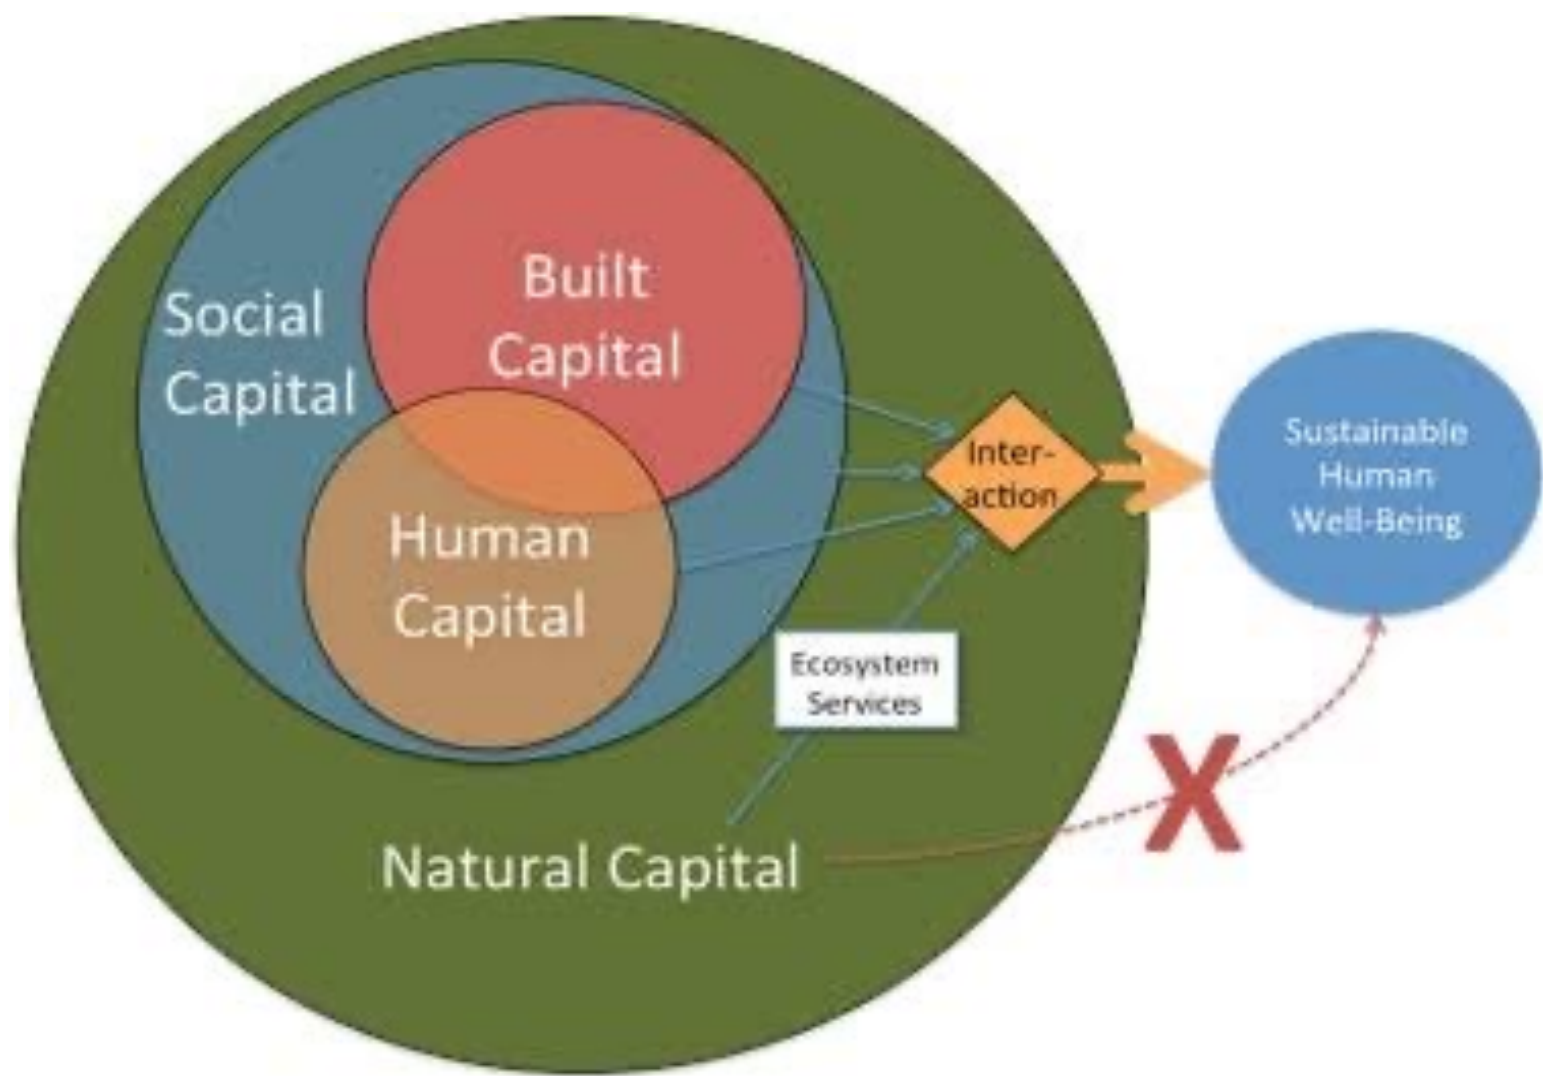 Built
Capital
Social
Capital
Human
Capital
Inter-
action
Sustainable
Human
Well-Being
Ecosystem
Services
X
Natural Capital